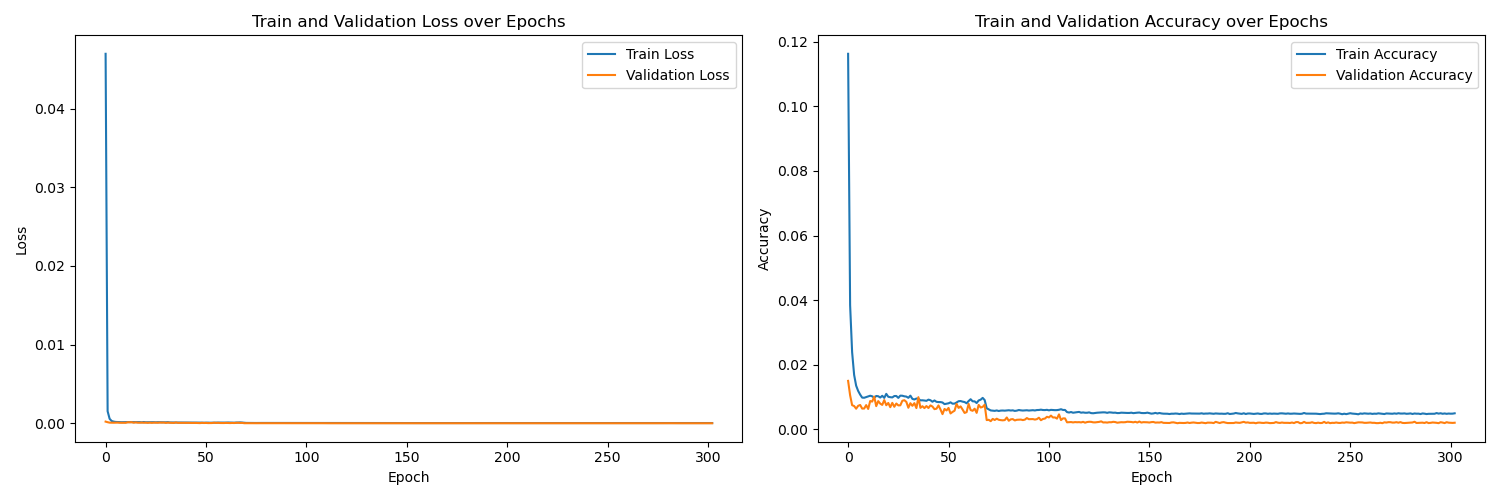 Train and Validation Loss over Epochs
Train Loss
Validation Loss
0.04
0.03
0.02
0.01
0.00
Loss
0 50 100 150 200 250 300
Epoch
Train and Validation Accuracy over Epochs
Train Accuracy
Validation Accuracy
0.12
0.10
0.08
0.06
0.04
0.02
0.00
Accuracy
0 50 100 150 200 250 300
Epoch